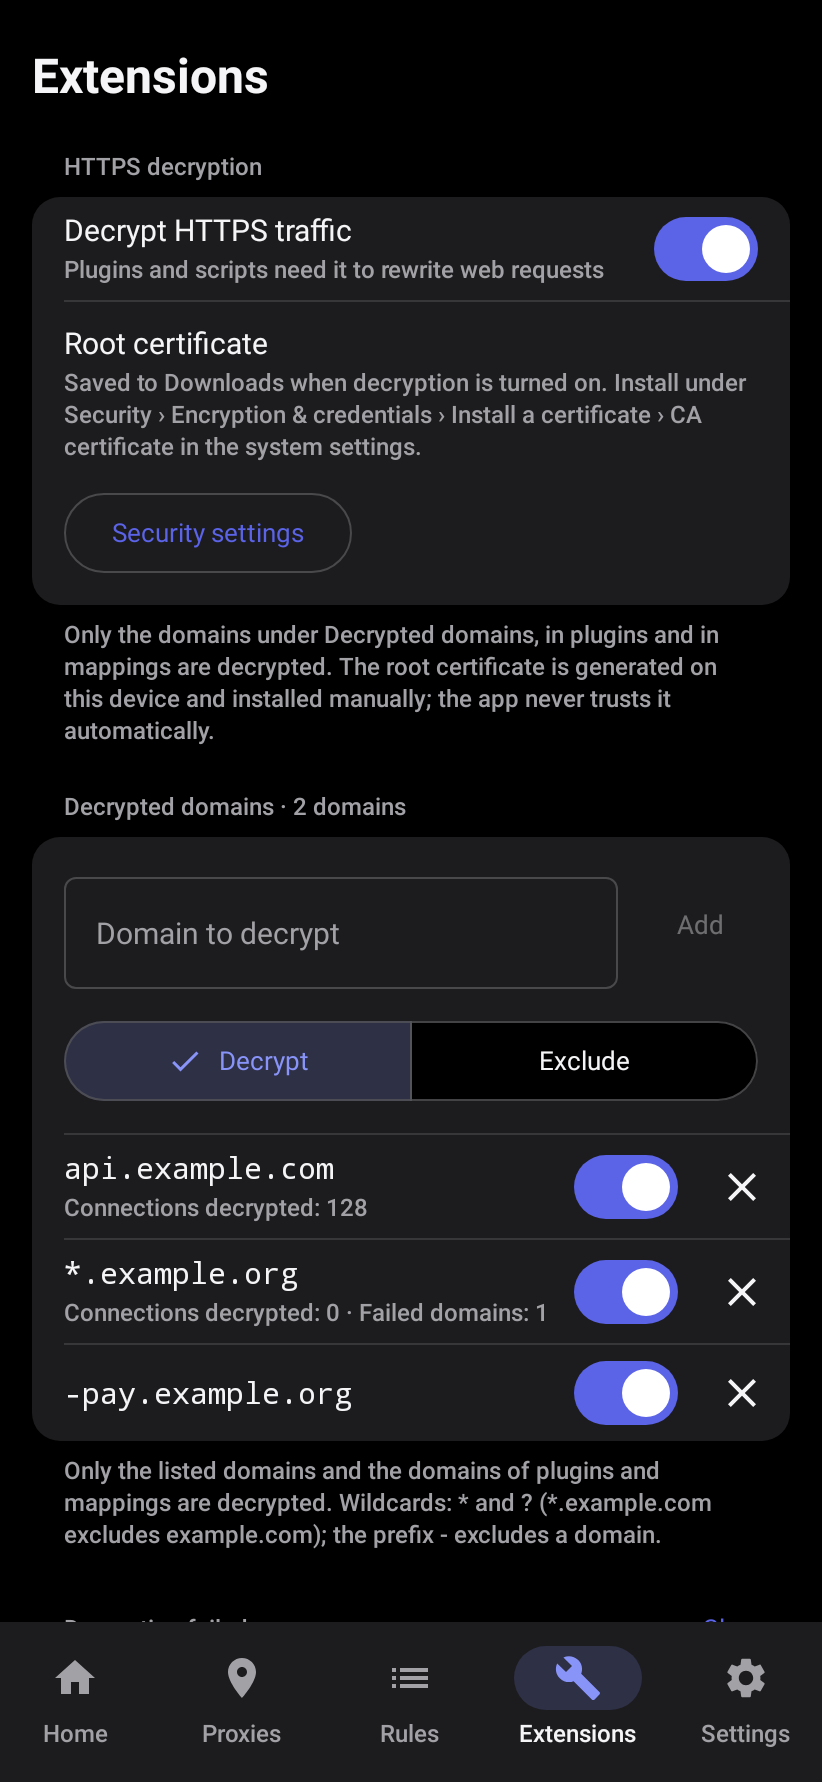 Extensions
HTTPS decryption
Decrypt HTTPS traffic
Plugins and scripts need it to rewrite web requests
Root certificate
Saved to Downloads when decryption is turned on. Install under
Security › Encryption & credentials › Install a certificate › CA
certificate in the system settings.
Security settings
Only the domains under Decrypted domains, in plugins and in
mappings are decrypted. The root certificate is generated on
this device and installed manually; the app never trusts it
automatically.
Decrypted domains · 2 domains
Domain to decrypt
Add
Decrypt
Exclude
api.example.com
Connections decrypted: 128
*.example.org
Connections decrypted: 0 · Failed domains: 1
-pay.example.org
Only the listed domains and the domains of plugins and
mappings are decrypted. Wildcards: * and ? (*.example.com
excludes example.com); the prefix - excludes a domain.
Home
Proxies
Rules
Extensions
Settings